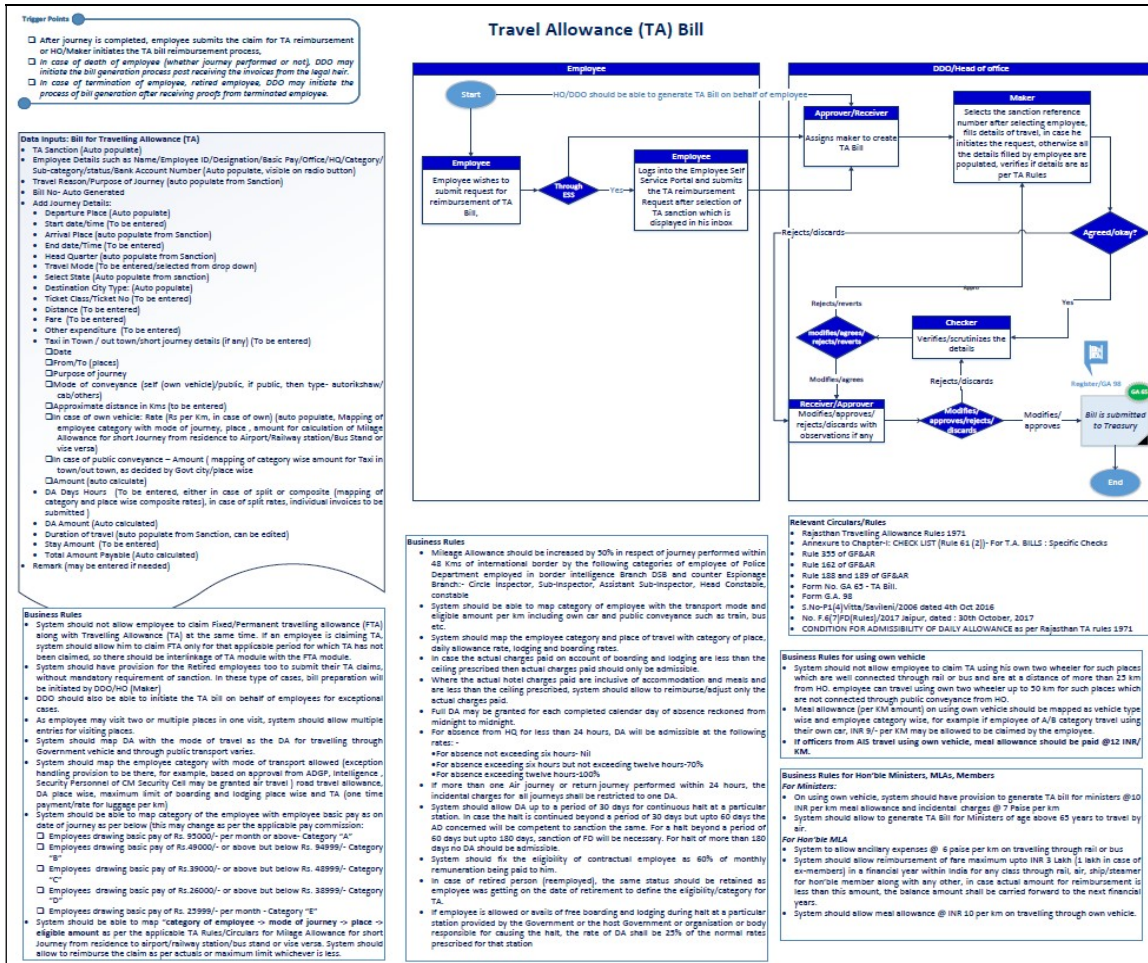 Travel Allowance (TA) Bill
Trigger Points
❑ After journey is completed, employee submits the claim for TA reimbursement
or HO/Maker initiates the TA bill reimbursement process,
❑ In case of death of employee (whether journey performed or not), DDO may
initiate the bill generation process post receiving the invoices from the legal heir.
❑ In case of termination of employee, retired employee, DDO may initiate the
process of bill generation after receiving proofs from terminated employee.
Data Inputs: Bill for Travelling Allowance (TA)
• TA Sanction (Auto populate)
• Employee Details such as Name/Employee ID/Designation/Basic Pay/Office/HQ/Category/
Sub-category/status/Bank Account Number (Auto populate, visible on radio button)
• Travel Reason/Purpose of Journey (auto populate from Sanction)
• Bill No- Auto Generated
• Add Journey Details:
• Departure Place (Auto populate)
• Start date/time (To be entered)
• Arrival Place (auto populate from Sanction)
• End date/Time (To be entered)
• Head Quarter (auto populate from Sanction)
• Travel Mode (To be entered/selected from drop down)
• Select State (Auto populate from sanction)
• Destination City Type: (Auto populate)
• Ticket Class/Ticket No (To be entered)
• Distance (To be entered)
• Fare (To be entered)
• Other expenditure (To be entered)
• Taxi in Town / out town/short journey details (if any) (To be entered)
❑Date
❑From/To (places)
❑Purpose of journey
❑Mode of conveyance (self (own vehicle)/public, if public, then type- autorikshaw/
cab/others)
❑Approximate distance in Kms (to be entered)
❑In case of own vehicle: Rate (Rs per Km, in case of own) (auto populate, Mapping of
employee category with mode of journey, place , amount for calculation of Milage
Allowance for short Journey from residence to Airport/Railway station/Bus Stand or
vise versa)
❑In case of public conveyance – Amount ( mapping of category wise amount for Taxi in
town/out town, as decided by Govt city/place wise
❑Amount (auto calculate)
• DA Days Hours (To be entered, either in case of split or composite (mapping of
category and place wise composite rates), in case of split rates, individual invoices to be
submitted )
• DA Amount (Auto calculated)
• Duration of travel (auto populate from Sanction, can be edited)
• Stay Amount (To be entered)
• Total Amount Payable (Auto calculated)
• Remark (may be entered if needed)
Business Rules
• System should not allow employee to claim Fixed/Permanent travelling allowance (FTA)
along with Travelling Allowance (TA) at the same time. If an employee is claiming TA,
system should allow him to claim FTA only for that applicable period for which TA has not
been claimed, so there should be interlinkage of TA module with the FTA module.
• System should have provision for the Retired employees too to submit their TA claims,
without mandatory requirement of sanction. In these type of cases, bill preparation will
be initiated by DDO/HO (Maker)
• DDO should also be able to initiate the TA bill on behalf of employees for exceptional
cases.
• As employee may visit two or multiple places in one visit, system should allow multiple
entries for visiting places.
• System should map DA with the mode of travel as the DA for travelling through
Government vehicle and through public transport varies.
• System should map the employee category with mode of transport allowed (exception
handling provision to be there, for example, based on approval from ADGP, Intelligence ,
Security Personnel of CM Security Cell may be granted air travel ) road travel allowance,
DA place wise, maximum limit of boarding and lodging place wise and TA (one time
payment/rate for luggage per km)
• System should be able to map category of the employee with employee basic pay as on
date of journey as per below (this may change as per the applicable pay commission:
❑ Employees drawing basic pay of Rs. 95000/- per month or above- Category "A"
❑ Employees drawing basic pay of Rs.49000/- or above but below Rs. 94999/- Category
"B"
❑ Employees drawing basic pay of Rs.39000/- or above but below Rs. 48999/- Category
"C"
❑ Employees drawing basic pay of Rs.26000/- or above but below Rs. 38999/- Category
"D"
❑ Employees drawing basic pay of Rs. 25999/- per month - Category "E"
• System should be able to map "category of employee -> mode of journey -> place ->
eligible amount as per the applicable TA Rules/Circulars for Milage Allowance for short
Journey from residence to airport/railway station/bus stand or vise versa. System should
allow to reimburse the claim as per actuals or maximum limit whichever is less.
Employee
DDO/Head of office
Start
HO/DDO should be able to generate TA Bill on behalf of employee
Employee
Employee wishes to
submit request for
reimbursement of TA
Bill,
Through
ESS
Yes
Employee
Logs into the Employee Self
Service Portal and submits
the TA reimbursement
Request after selection of
TA sanction which is
displayed in his inbox
Approver/Receiver
Assigns maker to create
TA Bill
Maker
Selects the sanction reference
number after selecting employee,
fills details of travel, in case he
initiates the request, otherwise all
the details filled by employee are
populated, verifies if details are as
per TA Rules
Rejects/discards
Agreed/okay?
Yes
Rejects/reverts
modifies/agrees/
rejects/reverts
Checker
Verifies/scrutinizes the
details
Modifies/agrees
Rejects/discards
Register/GA 98
GA 65
Receiver/Approver
Modifies/approves/
rejects/discards with
observations if any
Modifies/
approves/rejects/
discards
Modifies/
approves
Bill is submitted
to Treasury
End
Business Rules
• Mileage Allowance should be increased by 50% in respect of journey performed within
48 Kms of international border by the following categories of employee of Police
Department employed in border intelligence Branch DSB and counter Espionage
Branch:- Circle Inspector, Sub-Inspector, Assistant Sub-Inspector, Head Constable,
constable
• System should be able to map category of employee with the transport mode and
eligible amount per km including own car and public conveyance such as train, bus
etc.
• System should map the employee category and place of travel with category of place,
daily allowance rate, lodging and boarding rates.
• In case the actual charges paid on account of boarding and lodging are less than the
ceiling prescribed then actual charges paid should only be admissible.
• Where the actual hotel charges paid are inclusive of accommodation and meals and
are less than the ceiling prescribed, system should allow to reimburse/adjust only the
actual charges paid.
• Full DA may be granted for each completed calendar day of absence reckoned from
midnight to midnight.
• For absence from HQ for less than 24 hours, DA will be admissible at the following
rates: -
•For absence not exceeding six hours- Nil
•For absence exceeding six hours but not exceeding twelve hours-70%
•For absence exceeding twelve hours-100%
• If more than one Air journey or return journey performed within 24 hours, the
incidental charges for all journeys shall be restricted to one DA.
• System should allow DA up to a period of 30 days for continuous halt at a particular
station. In case the halt is continued beyond a period of 30 days but upto 60 days
the AD concerned will be competent to sanction the same. For a halt beyond a period of
60 days but upto 180 days, sanction of FD will be necessary. For halt of more than 180
days no DA should be admissible.
• System should fix the eligibility of contractual employee as 60% of monthly
remuneration being paid to him.
• In case of retired person (reemployed), the same status should be retained as
employee was getting on the date of retirement to define the eligibility/category for
TA.
• If employee is allowed or avails of free boarding and lodging during halt at a particular
station provided by the Government or the host Government or organisation or body
responsible for causing the halt, the rate of DA shall be 25% of the normal rates
prescribed for that station
Relevant Circulars/Rules
• Rajasthan Travelling Allowance Rules 1971
• Annexure to Chapter-I: CHECK LIST (Rule 61 (2))- For T.A. BILLS : Specific Checks
• Rule 355 of GF&AR
• Rule 162 of GF&AR
• Rule 188 and 189 of GF&AR
• Form No. GA 65 - TA Bill.
• Form G.A. 98
• S.No-P1(4)Vitta/Savileni/2006 dated 4th Oct 2016
• No. F.6(7)FD(Rules)/2017 Jaipur, dated : 30th October, 2017
• CONDITION FOR ADMISSIBILITY OF DAILY ALLOWANCE as per Rajasthan TA rules 1971
Business Rules for using own vehicle
• System should not allow employee to claim TA using his own two wheeler for such places
which are well connected through rail or bus and are at a distance of more than 25 km
from HO. employee can travel using own two wheeler up to 50 km for such places
which are not connected through public conveyance from HO.
• Meal allowance (per KM amount) on using own vehicle should be mapped as vehicle type
wise and employee category wise, for example if employee of A/B category travel using
their own car, INR 9/- per KM may be allowed to be claimed by the employee.
• If officers from AIS travel using own vehicle, meal allowance should be paid @12 INR/
KM.
Business Rules for Hon'ble Ministers, MLAs, Members
For Ministers:
• On using own vehicle, system should have provision to generate TA bill for ministers @10
INR per km meal allowance and incidental charges @ 7 Paise per km
• System should allow to generate TA Bill for Ministers of age above 65 years to travel by
air.
For Hon'ble MLA
• System to allow ancillary expenses @ 6 paise per km on travelling through rail or bus
• System should allow reimbursement of fare maximum upto INR 3 Lakh (1 lakh in case of
ex-members) in a financial year within India for any class through rail, air, ship/steamer
for hon'ble member along with any other, in case actual amount for reimbursement is
less than this amount, the balance amount shall be carried forward to the next financial
years.
• System should allow meal allowance @ INR 10 per km on travelling through own vehicle.